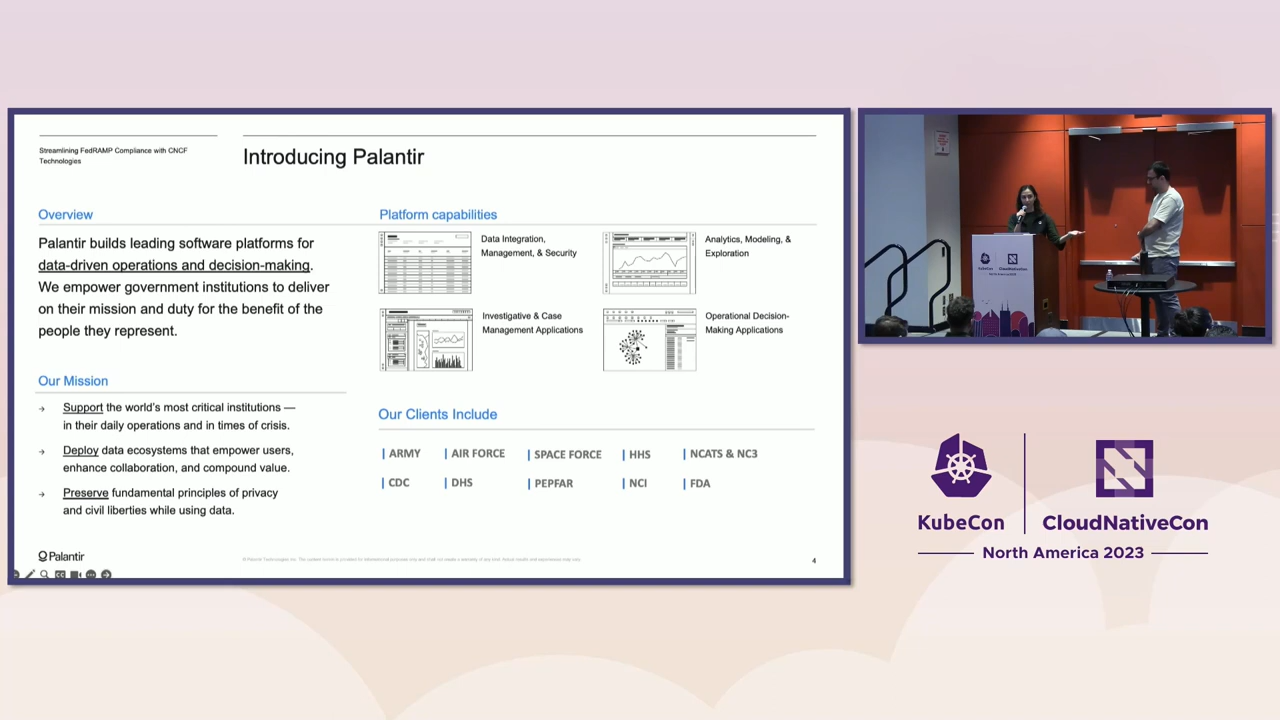 Streamlining FedRAMP Compliance with CNCF
Technologies
Introducing Palantir
Overview
Palantir builds leading software platforms for
data-driven operations and decision-making.
We empower government institutions to deliver
on their mission and duty for the benefit of the
people they represent.
Our Mission
→ Support the world's most critical institutions —
in their daily operations and in times of crisis.
→ Deploy data ecosystems that empower users,
enhance collaboration, and compound value.
→ Preserve fundamental principles of privacy
and civil liberties while using data.
Platform capabilities
Data Integration,
Management, & Security
Analytics, Modeling, &
Exploration
Investigative & Case
Management Applications
Operational Decision-
Making Applications
Our Clients Include
ARMY | AIR FORCE | SPACE FORCE | HHS | NCATS & NC3
CDC | DHS | PEPFAR | NCI | FDA
Palantir
4
KubeCon
CloudNativeCon
KubeCon | CloudNativeCon
North America 2023